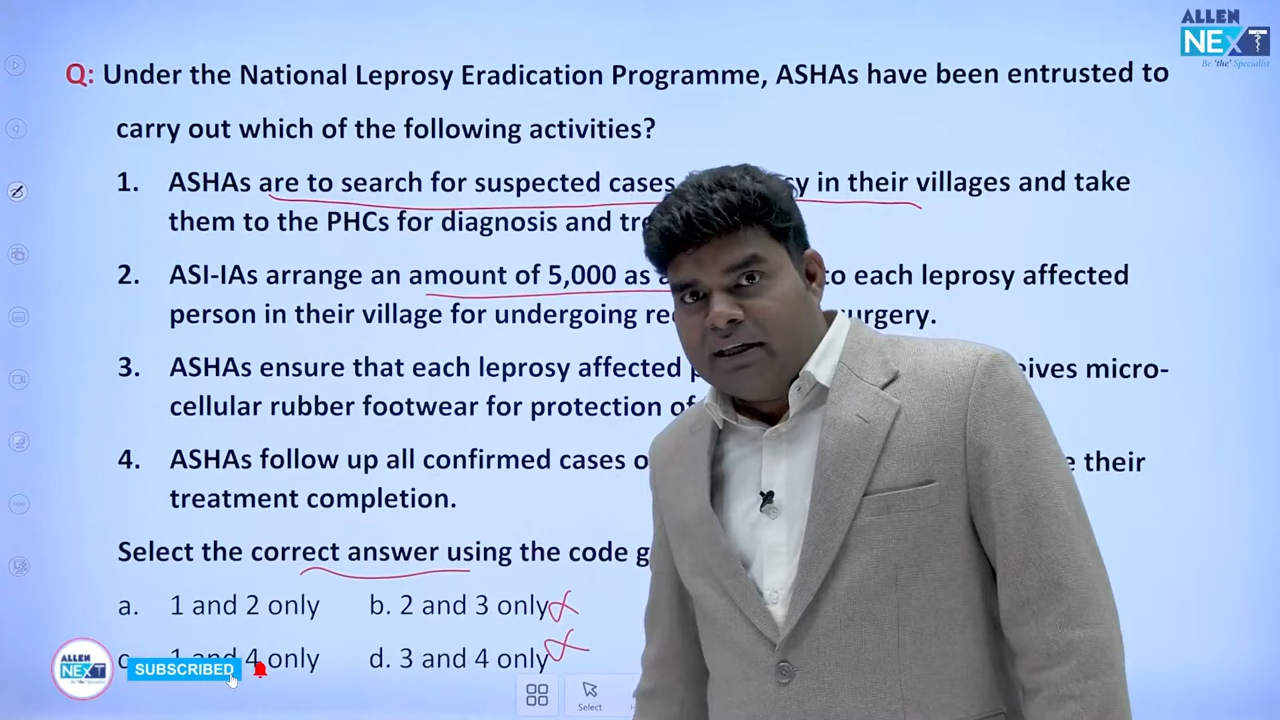 ALLEN
NEXT
Be 'the' Specialist
Q: Under the National Leprosy Eradication Programme, ASHAs have been entrusted to
carry out which of the following activities?
1. ASHAs are to search for suspected cases in their villages and take
them to the PHCs for diagnosis and
2. ASI-IAs arrange an amount of 5,000 as to each leprosy affected
person in their village for undergoing surgery.
3. ASHAs ensure that each leprosy affected micro-
cellular rubber footwear for protection of
4. ASHAs follow up all confirmed cases their
treatment completion.
Select the correct answer using the code
a. 1 and 2 only b. 2 and 3 only
4 only d. 3 and 4 only
ALLEN
NEXT
SUBSCRIBED
Select